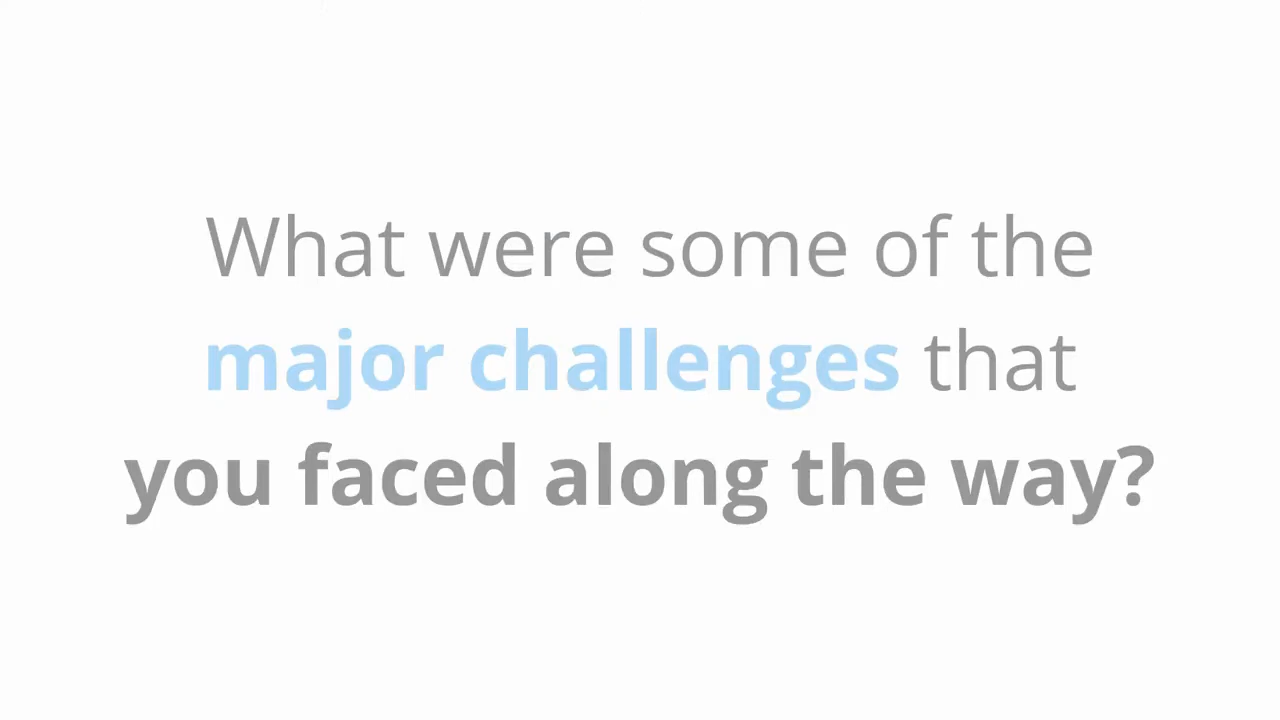 What were some of the
major challenges that
you faced along the way?